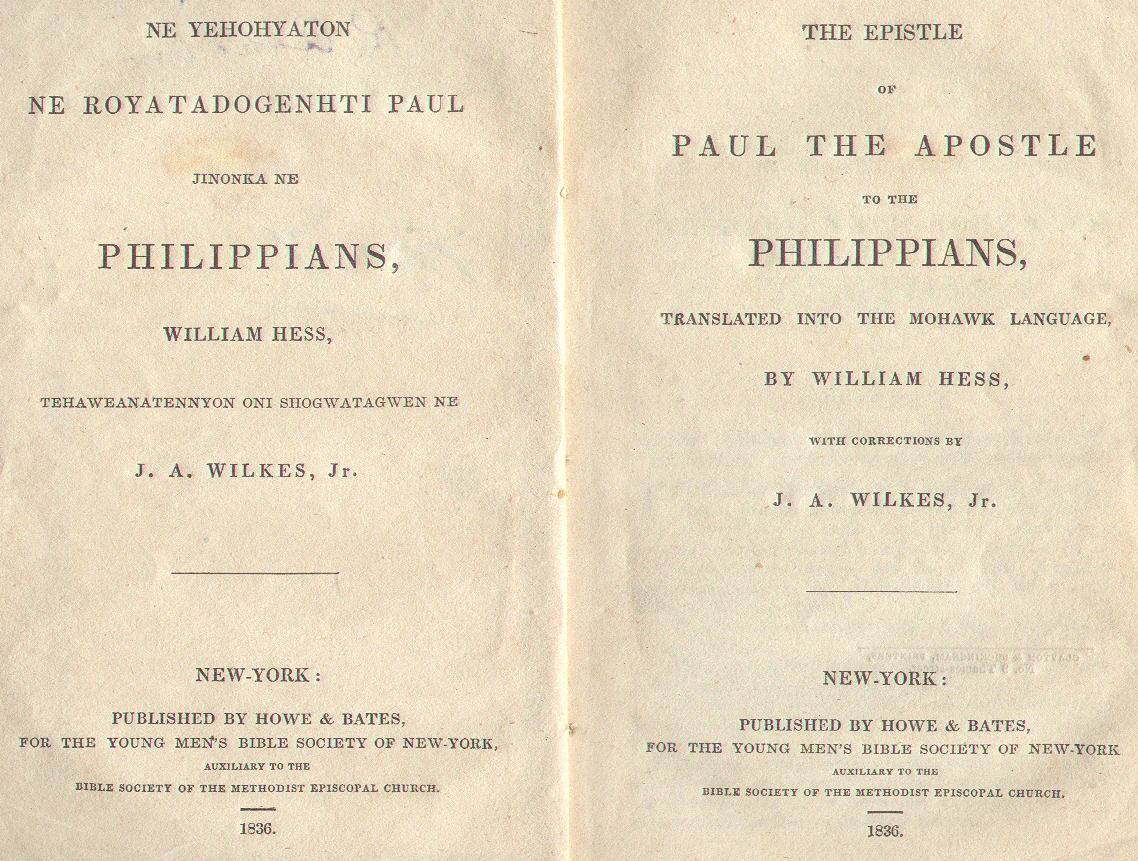 NE YEHOHYATON
NE ROYATADOGENHTI PAUL
JINONKA NE
PHILIPPIANS,
WILLIAM HESS,
TEHAWEANATENNYON ONI SHOGWATAGWEN NE
J. A. WILKES, Jr.
NEW-YORK:
PUBLISHED BY HOWE & BATES,
FOR THE YOUNG MEN'S BIBLE SOCIETY OF NEW-YORK,
AUXILIARY TO THE
BIBLE SOCIETY OF THE METHODIST EPISCOPAL CHURCH.
1836.
THE EPISTLE
OF
PAUL THE APOSTLE
TO THE
PHILIPPIANS,
TRANSLATED INTO THE MOHAWK LANGUAGE,
BY WILLIAM HESS,
WITH CORRECTIONS BY
J. A. WILKES, Jr.
NEW-YORK:
PUBLISHED BY HOWE & BATES,
FOR THE YOUNG MEN'S BIBLE SOCIETY OF NEW-YORK
AUXILIARY TO THE
BIBLE SOCIETY OF THE METHODIST EPISCOPAL CHURCH.
1836.